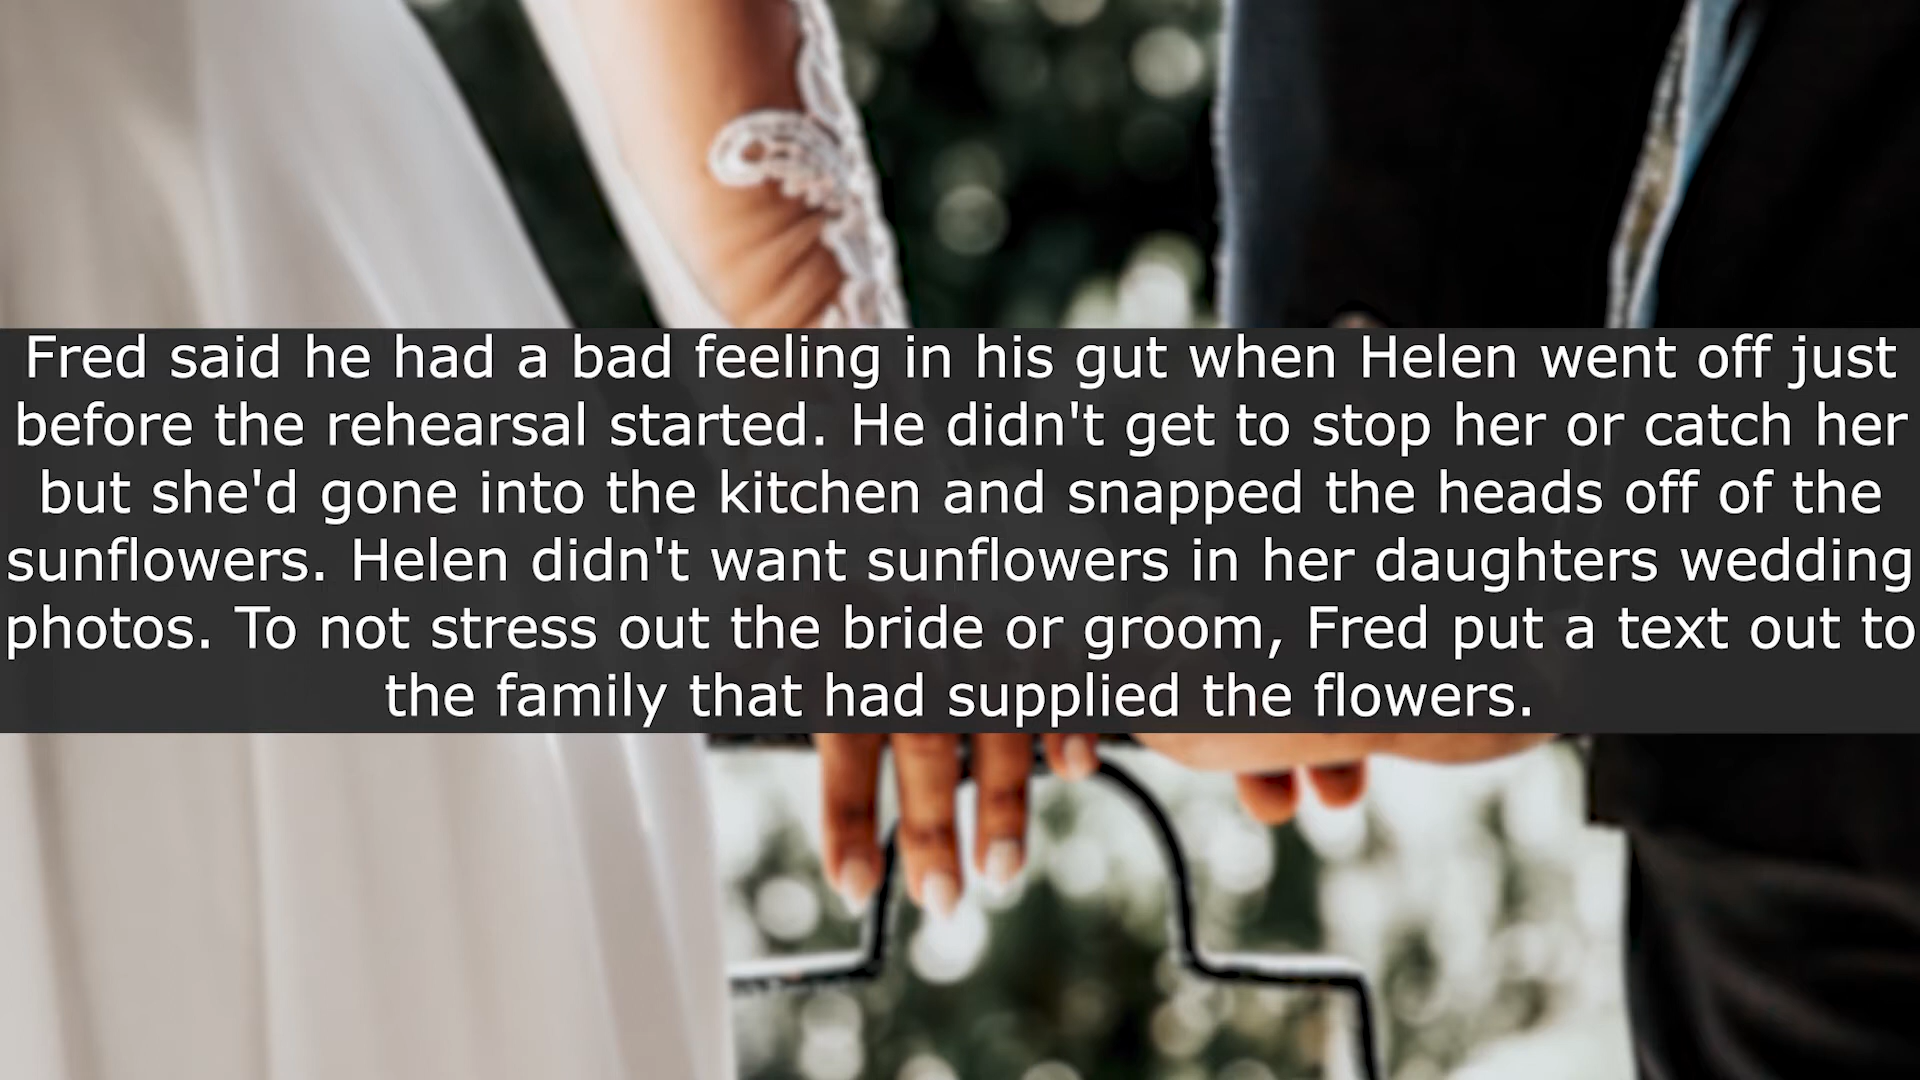 Fred said he had a bad feeling in his gut when Helen went off just
before the rehearsal started. He didn't get to stop her or catch her
but she'd gone into the kitchen and snapped the heads off of the
sunflowers. Helen didn't want sunflowers in her daughters wedding
photos. To not stress out the bride or groom, Fred put a text out to
the family that had supplied the flowers.